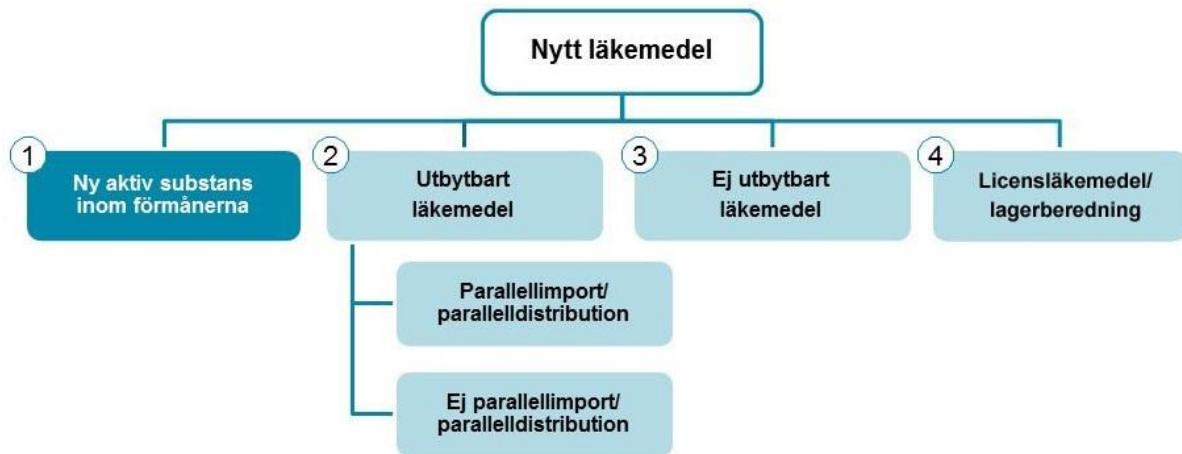 Nytt läkemedel
1
Ny aktiv substans
inom förmånerna
2
Utbytbart
läkemedel
3
Ej utbytbart
läkemedel
4
Licensläkemedel/
lagerberedning
Parallellimport/
parallelldistribution
Ej parallellimport/
parallelldistribution